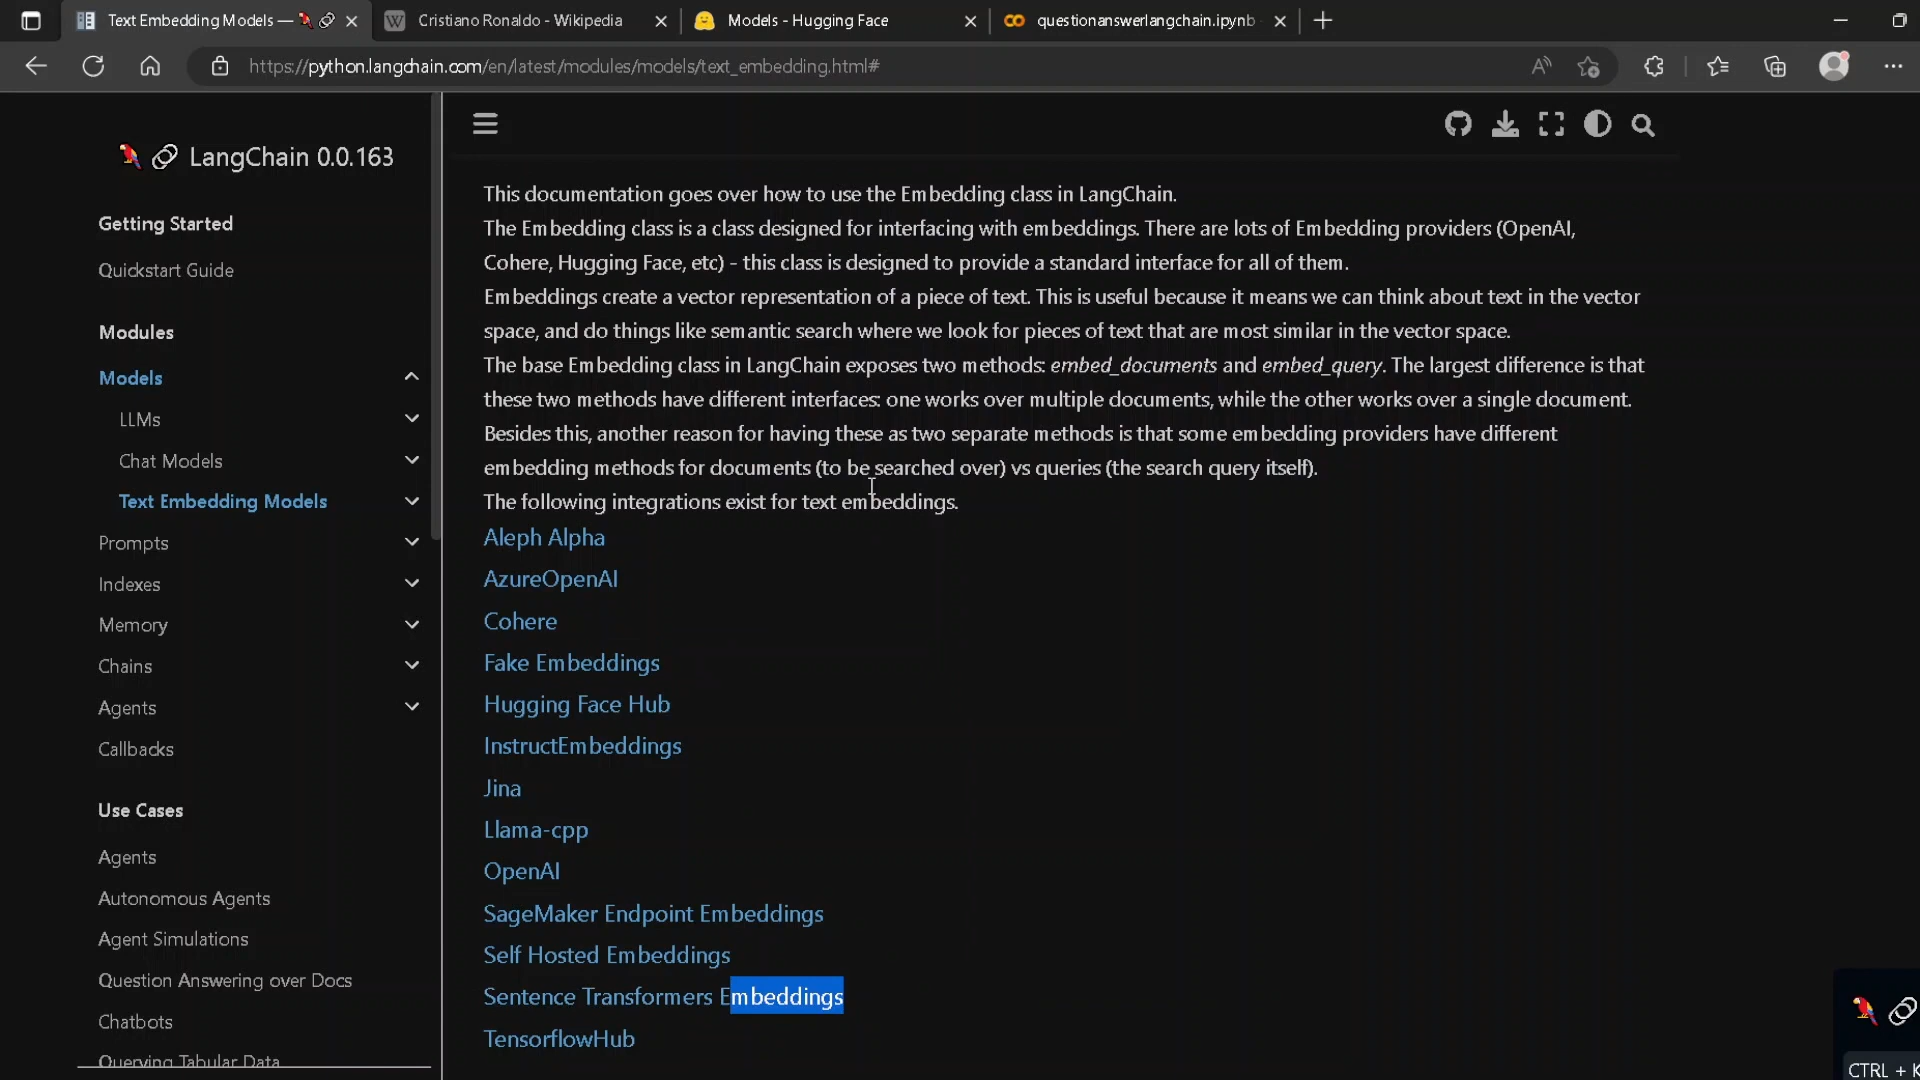 Text Embedding Models —
Cristiano Ronaldo - Wikipedia
Models - Hugging Face
questionanswerlangchain.ipynb
https://python.langchain.com/en/latest/modules/models/text_embedding.html#
LangChain 0.0.163
Getting Started
Quickstart Guide
Modules
Models
LLMs
Chat Models
Text Embedding Models
Prompts
Indexes
Memory
Chains
Agents
Callbacks
Use Cases
Agents
Autonomous Agents
Agent Simulations
Question Answering over Docs
Chatbots
Querying Tabular Data
This documentation goes over how to use the Embedding class in LangChain.
The Embedding class is a class designed for interfacing with embeddings. There are lots of Embedding providers (OpenAI,
Cohere, Hugging Face, etc) - this class is designed to provide a standard interface for all of them.
Embeddings create a vector representation of a piece of text. This is useful because it means we can think about text in the vector
space, and do things like semantic search where we look for pieces of text that are most similar in the vector space.
The base Embedding class in LangChain exposes two methods: embed_documents and embed_query. The largest difference is that
these two methods have different interfaces: one works over multiple documents, while the other works over a single document.
Besides this, another reason for having these as two separate methods is that some embedding providers have different
embedding methods for documents (to be searched over) vs queries (the search query itself).
The following integrations exist for text embeddings.
Aleph Alpha
AzureOpenAI
Cohere
Fake Embeddings
Hugging Face Hub
InstructEmbeddings
Jina
Llama-cpp
OpenAI
SageMaker Endpoint Embeddings
Self Hosted Embeddings
Sentence Transformers Embeddings
TensorflowHub
CTRL + K